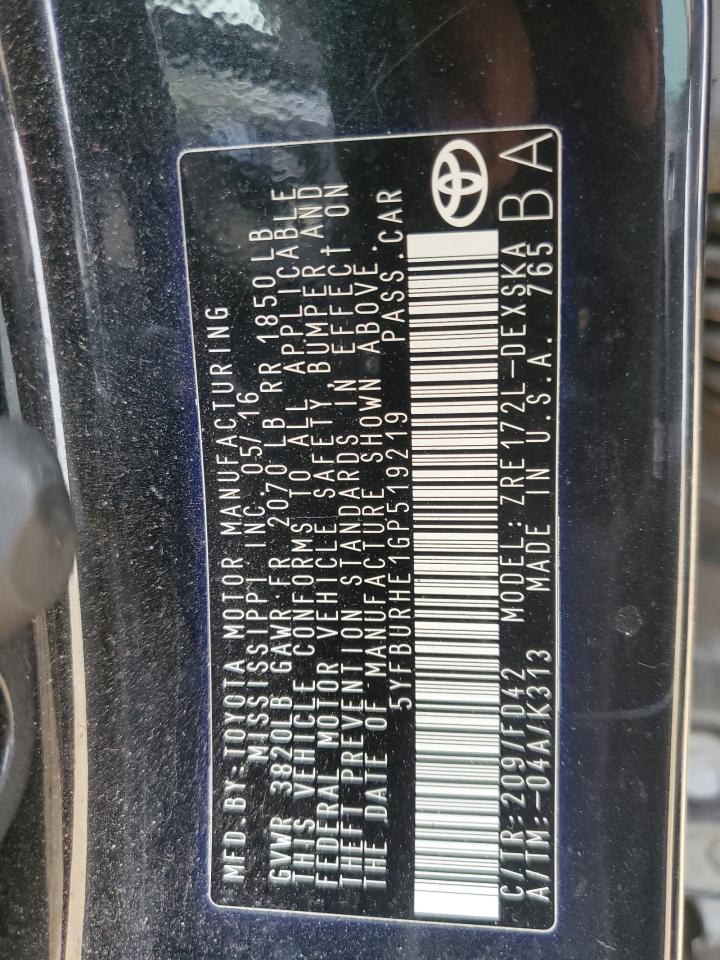 MFD.BY:TOYOTA MOTOR MANUFACTURING
MISSISSIPPI INC. 05/16
GVWR 3820LB GAWR:FR 2070 LB RR 1850LB
THIS VEHICLE CONFORMS TO ALL APPLICABLE
FEDERAL MOTOR VEHICLE SAFETY, BUMPER AND
THEFT PREVENTION STANDARDS IN EFFECT ON
THE DATE OF MANUFACTURE SHOWN ABOVE.
5YFBURHE1GP519219 PASS.CAR
C/TR:209/FD42 MODEL: ZRE172L-DEXSKA
A/TM:-04A/K313 MADE IN U.S.A. 765
BA